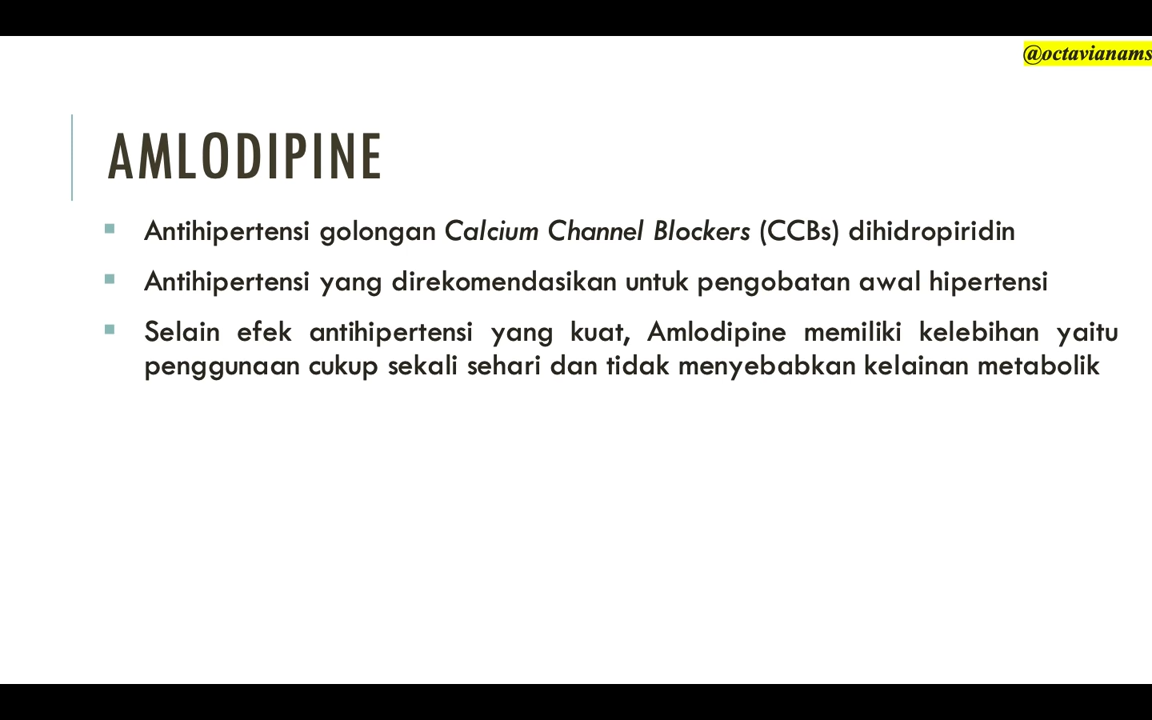 @octavianams
AMLODIPINE
▪ Antihipertensi golongan Calcium Channel Blockers (CCBs) dihidropiridin
▪ Antihipertensi yang direkomendasikan untuk pengobatan awal hipertensi
▪ Selain efek antihipertensi yang kuat, Amlodipine memiliki kelebihan yaitu
penggunaan cukup sekali sehari dan tidak menyebabkan kelainan metabolik